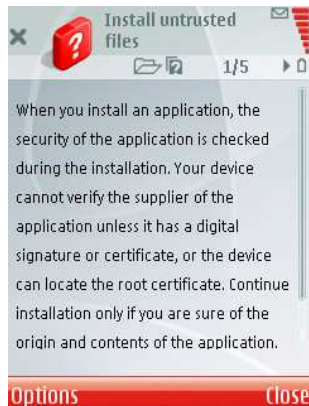 Install untrusted
files
1/5
When you install an application, the
security of the application is checked
during the installation. Your device
cannot verify the supplier of the
application unless it has a digital
signature or certificate, or the device
can locate the root certificate. Continue
installation only if you are sure of the
origin and contents of the application.
Options Close